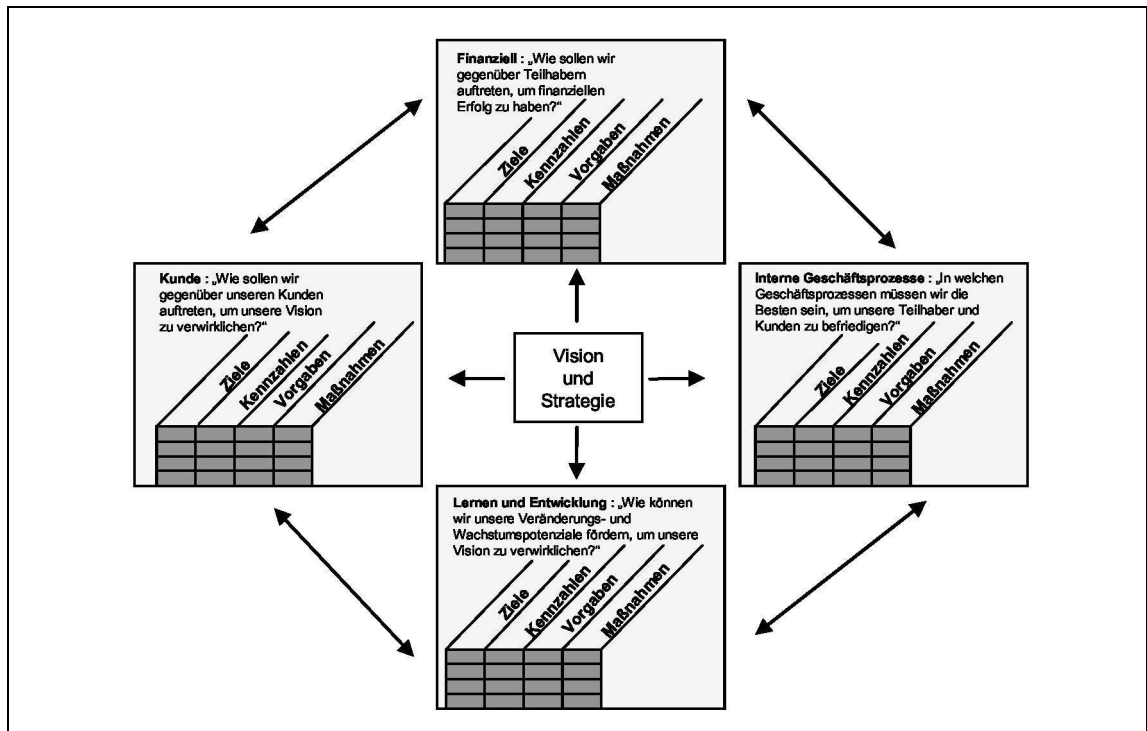 Finanziell : „Wie sollen wir
gegenüber Teilhabern
auftreten, um finanziellen
Erfolg zu haben?“
Ziele
Kennzahlen
Vorgaben
Maßnahmen
Kunde : „Wie sollen wir
gegenüber unseren Kunden
auftreten, um unsere Vision
zu verwirklichen?“
Ziele
Kennzahlen
Vorgaben
Maßnahmen
Vision
und
Strategie
Interne Geschäftsprozesse : „In welchen
Geschäftsprozessen müssen wir die
Besten sein, um unsere Teilhaber und
Kunden zu befriedigen?“
Ziele
Kennzahlen
Vorgaben
Maßnahmen
Lernen und Entwicklung : „Wie können
wir unsere Veränderungs- und
Wachstumspotenziale fördern, um unsere
Vision zu verwirklichen?“
Ziele
Kennzahlen
Vorgaben
Maßnahmen